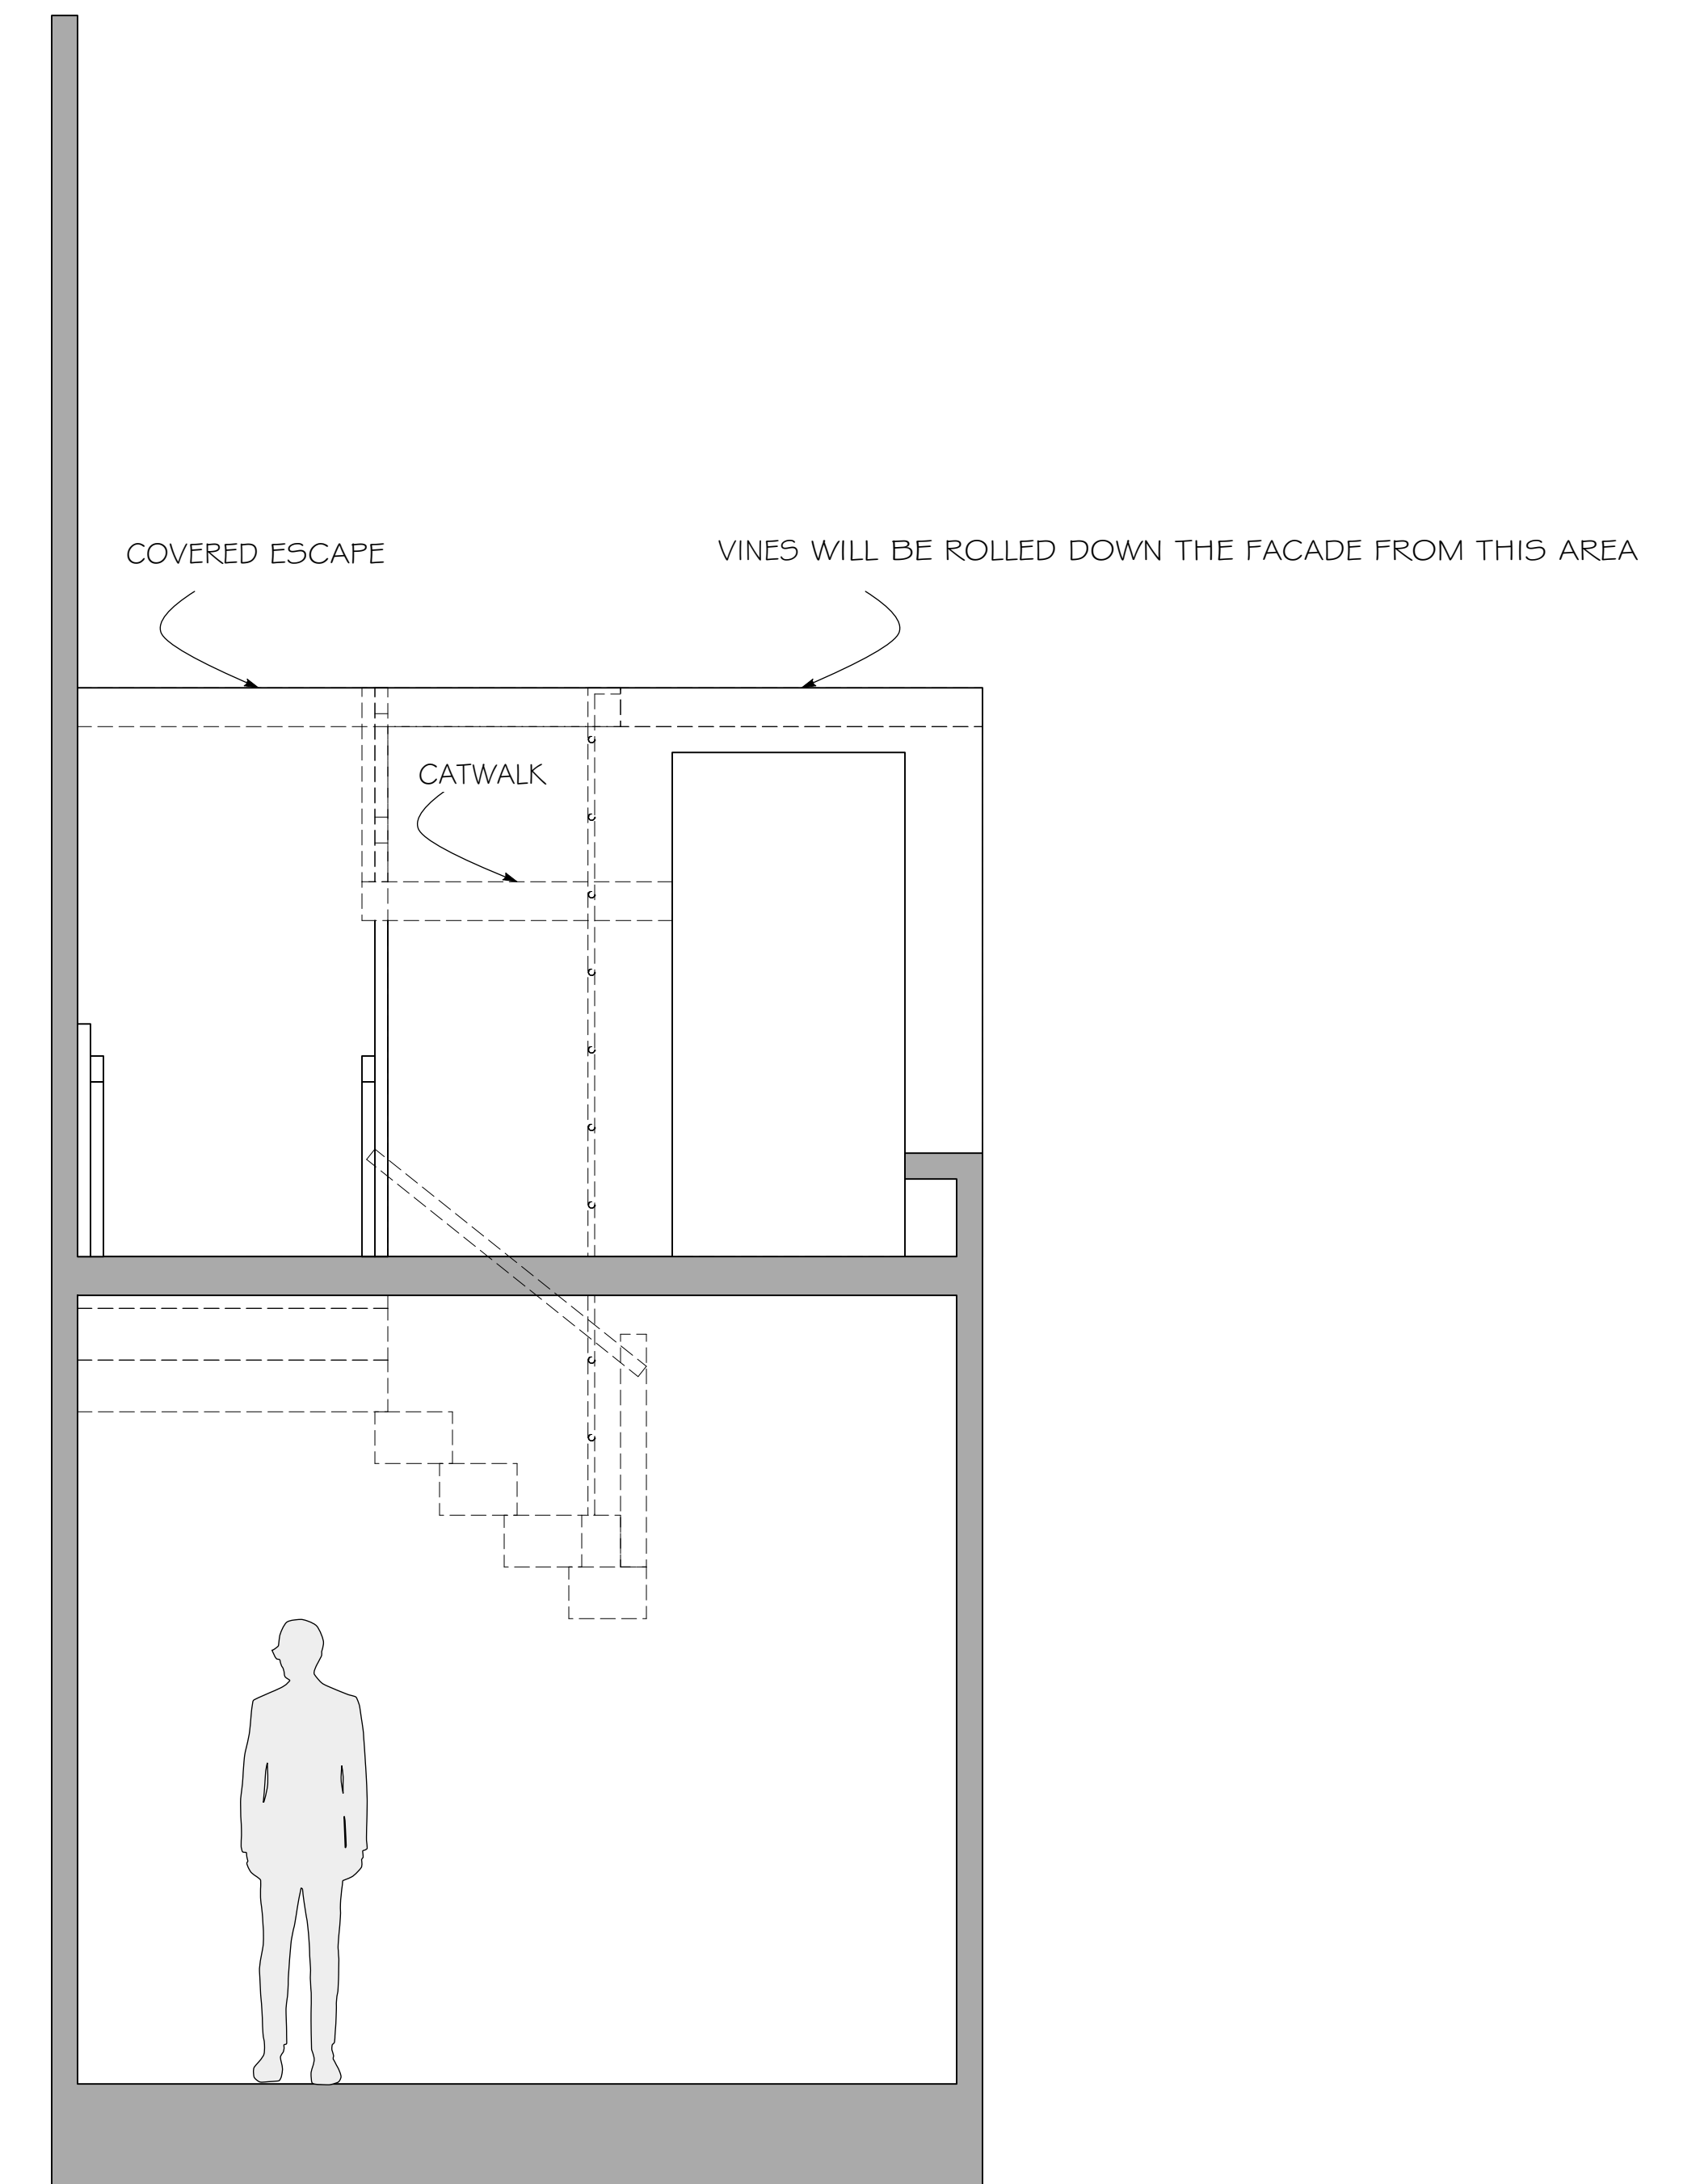 COVERED ESCAPE
VINES WILL BE ROLLED DOWN THE FACADE FROM THIS AREA
CATWALK